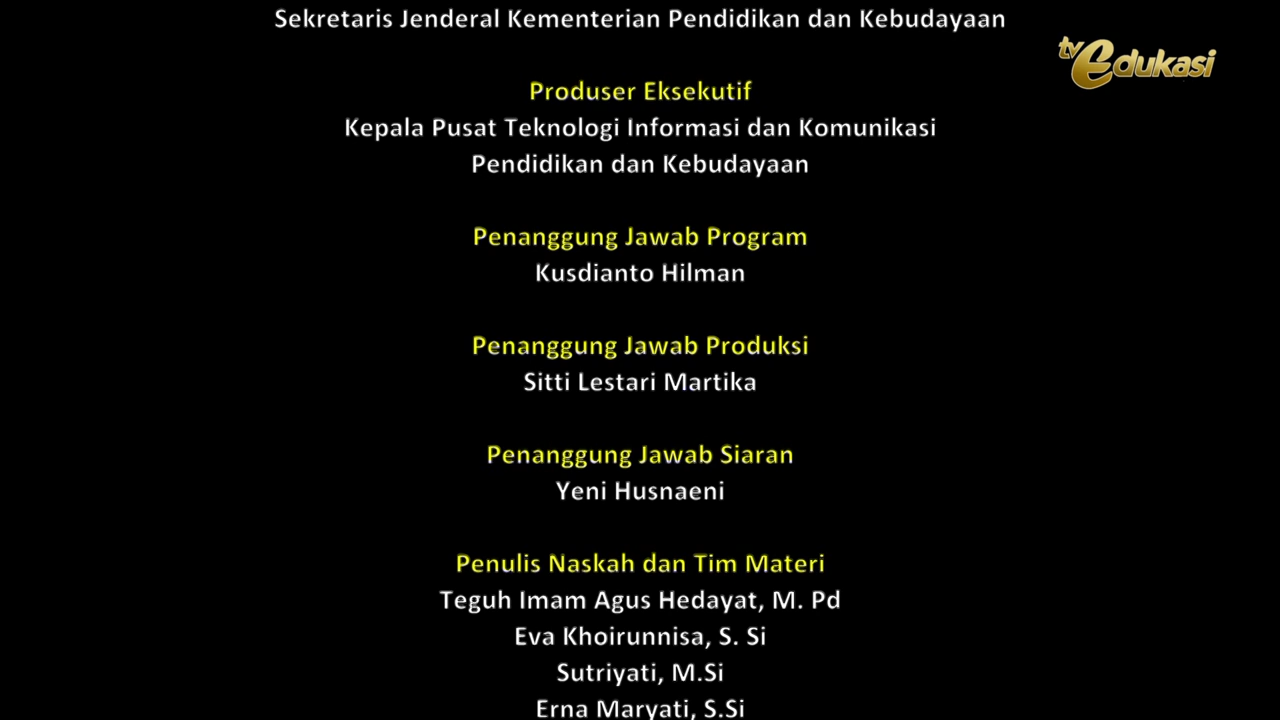 Sekretaris Jenderal Kementerian Pendidikan dan Kebudayaan
tv Edukasi
Produser Eksekutif
Kepala Pusat Teknologi Informasi dan Komunikasi
Pendidikan dan Kebudayaan
Penanggung Jawab Program
Kusdianto Hilman
Penanggung Jawab Produksi
Sitti Lestari Martika
Penanggung Jawab Siaran
Yeni Husnaeni
Penulis Naskah dan Tim Materi
Teguh Imam Agus Hedayat, M. Pd
Eva Khoirunnisa, S. Si
Sutriyati, M.Si
Erna Maryati, S.Si